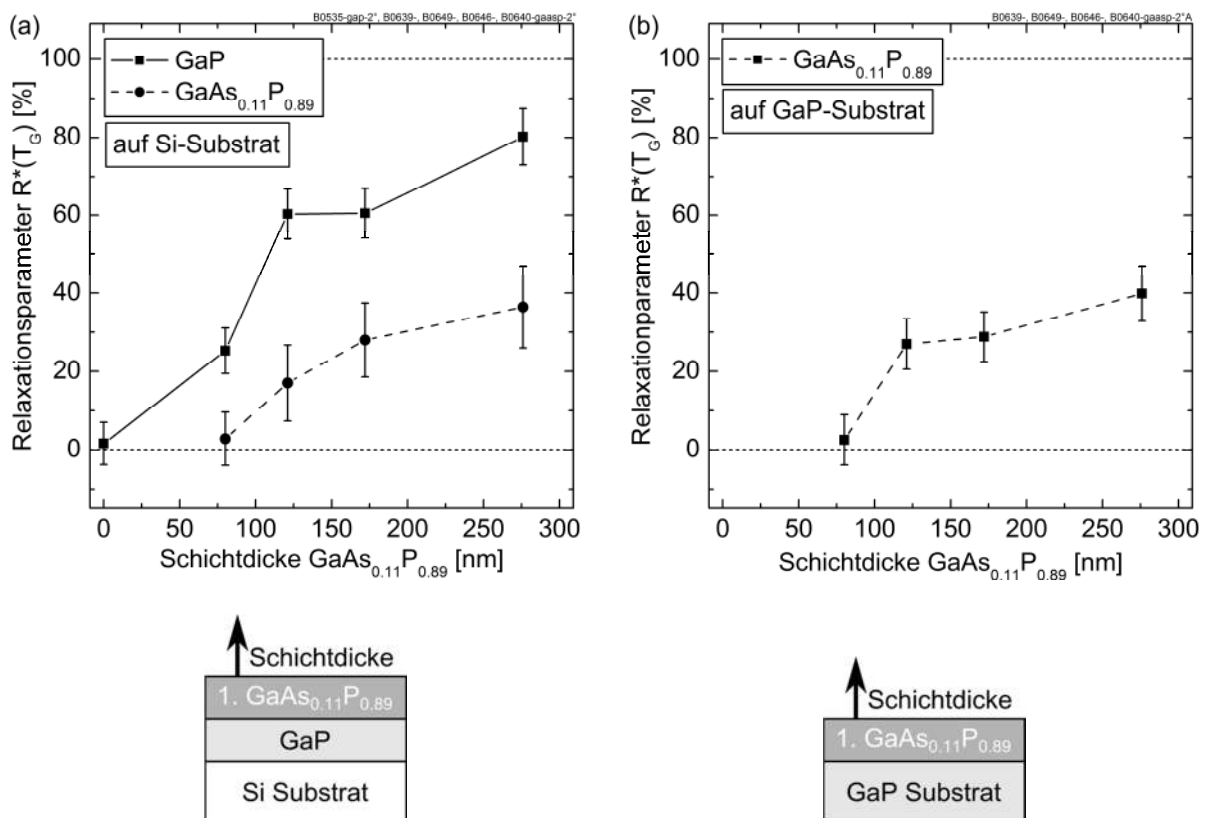 (a)
B0535-gap-2*, B0639-, B0649-, B0646-, B0640-gaasp-2*
GaP
GaAs0.11P0.89
auf Si-Substrat
Relaxationsparameter R*(TG) [%]
100
80
60
40
20
0
0 50 100 150 200 250 300
Schichtdicke GaAs0.11P0.89 [nm]
(b)
B0639-, B0649-, B0646-, B0640-gaasp-2*A
GaAs0.11P0.89
auf GaP-Substrat
Relaxationparameter R*(TG) [%]
100
80
60
40
20
0
0 50 100 150 200 250 300
Schichtdicke GaAs0.11P0.89 [nm]
Schichtdicke
1. GaAs0.11P0.89
GaP
Si Substrat
Schichtdicke
1. GaAs0.11P0.89
GaP Substrat